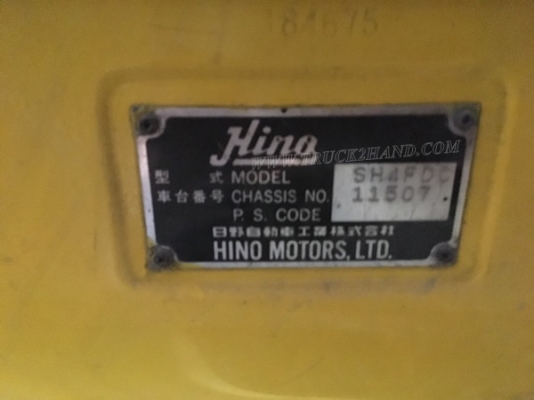 Hino
WWW.TRUCK2HAND.COM
型 式 MODEL SH4FDC
車台番号 CHASSIS NO. 11507
P. S. CODE
日野自動車工業株式会社
HINO MOTORS, LTD.